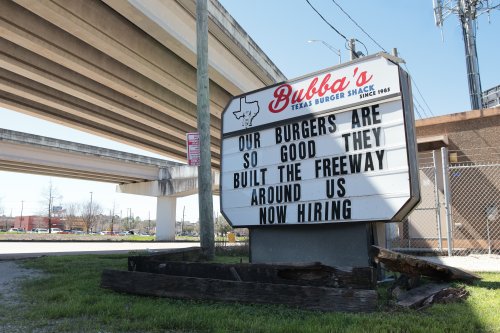 Bubba's
TEXAS BURGER SHACK
SINCE 1985
OUR BURGERS ARE
SO GOOD THEY
BUILT THE FREEWAY
AROUND US
NOW HIRING